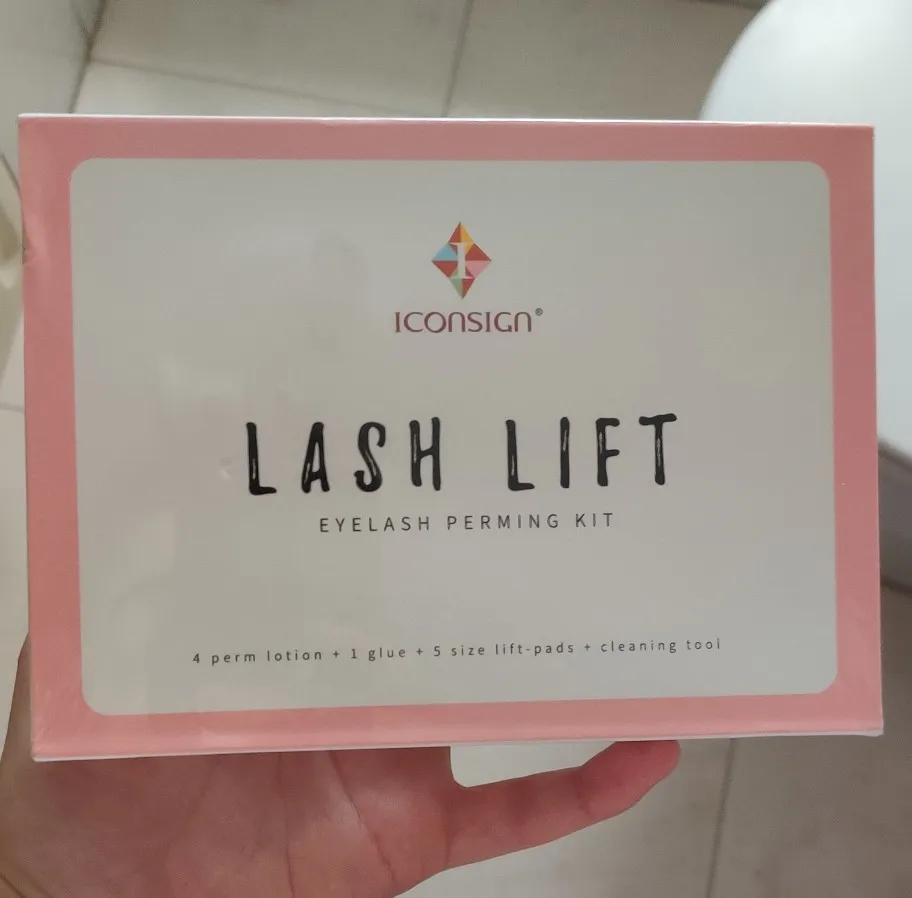 I
ICONSIGN®
LASH LIFT
EYELASH PERMING KIT
4 perm lotion + 1 glue + 5 size lift-pads + cleaning tool